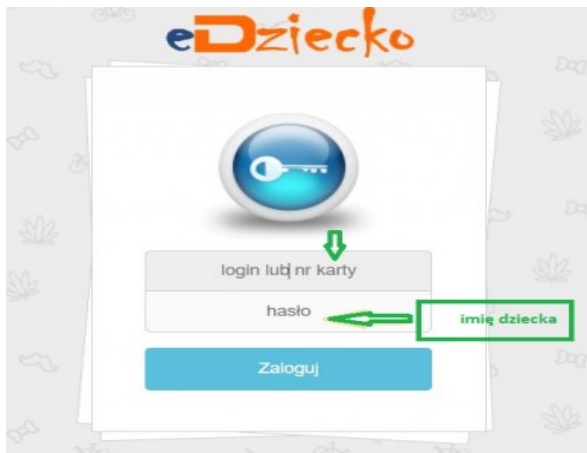 eDziecko
login lub nr karty
hasło
imię dziecka
Zaloguj